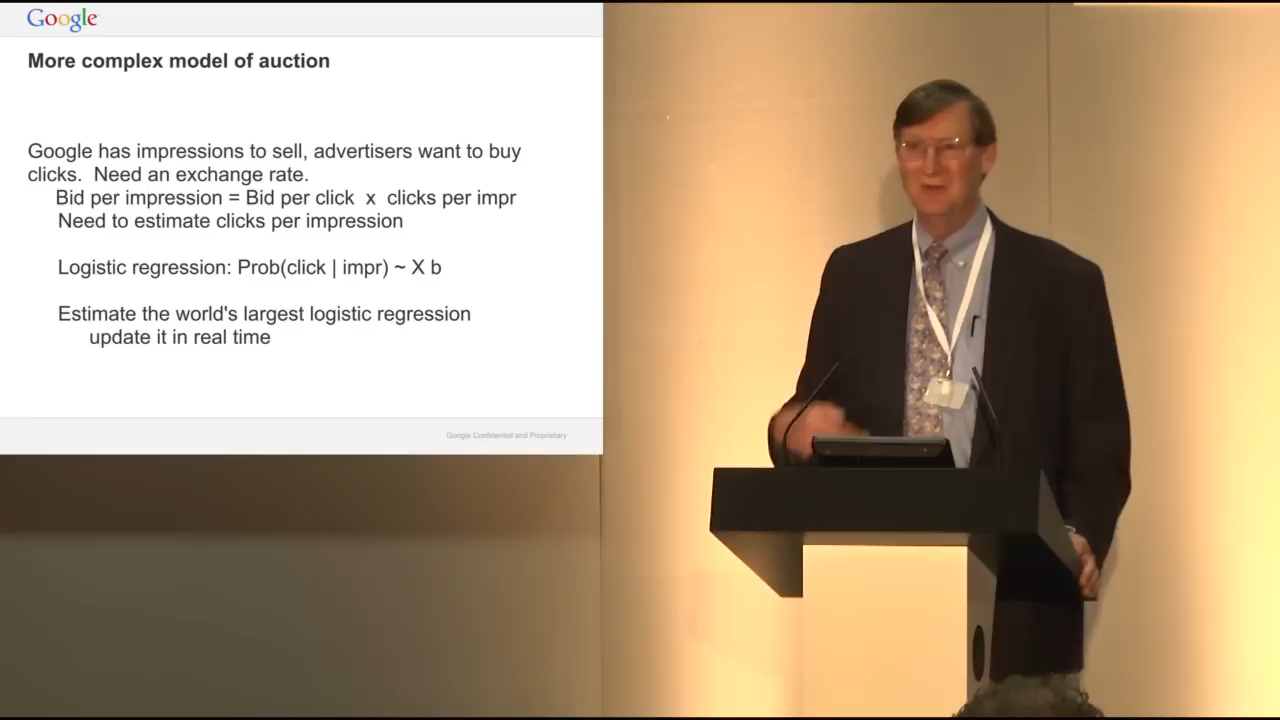 Google
More complex model of auction
Google has impressions to sell, advertisers want to buy
clicks. Need an exchange rate.
Bid per impression = Bid per click x clicks per impr
Need to estimate clicks per impression
Logistic regression: Prob(click | impr) ~ X b
Estimate the world's largest logistic regression
update it in real time
Google Confidential and Proprietary